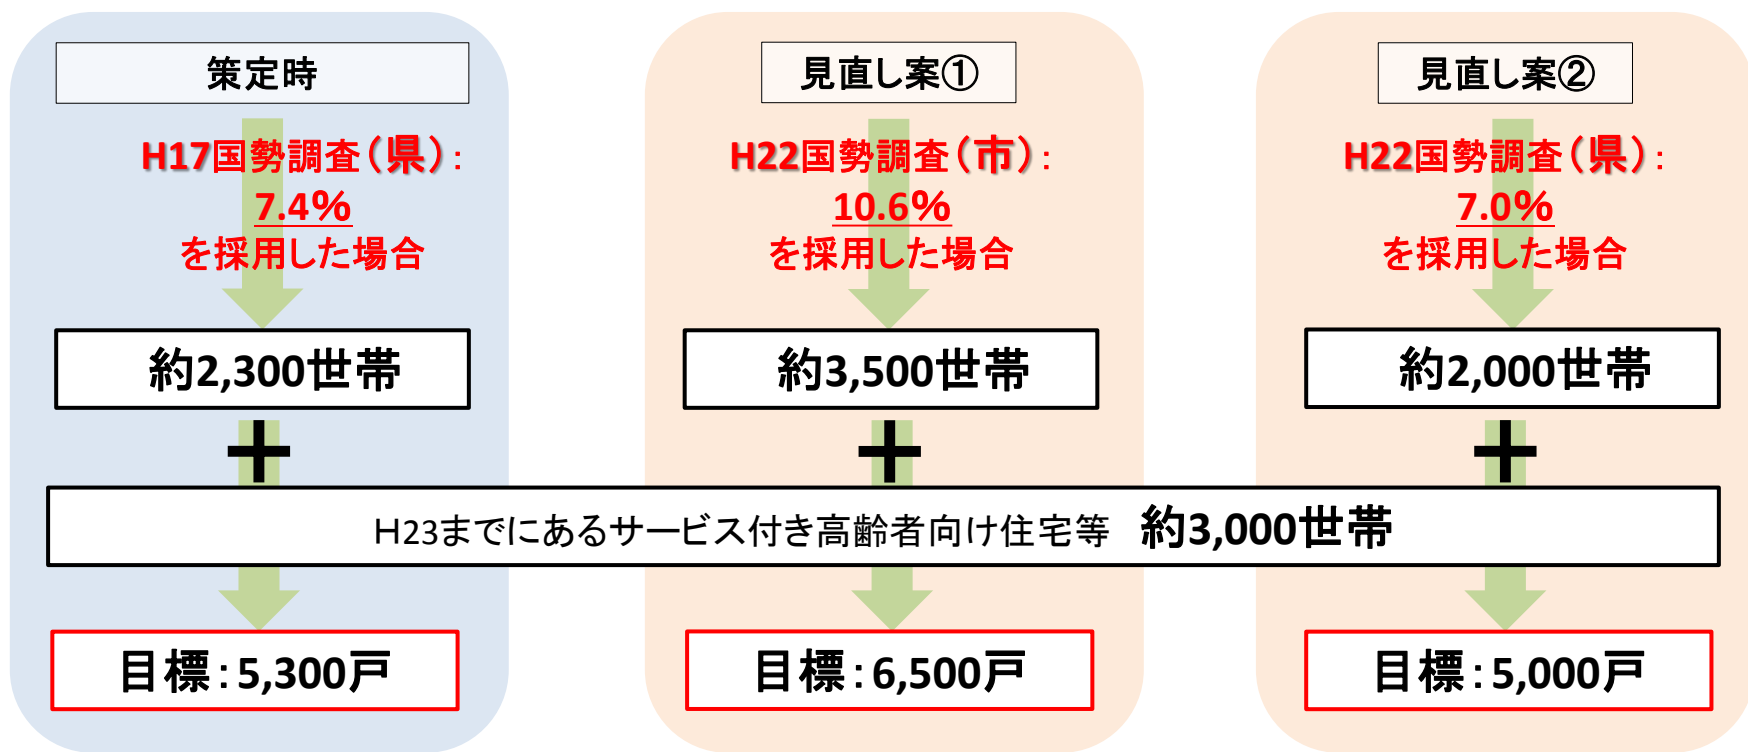 策定時
H17国勢調査(県):
7.4%
を採用した場合
約2,300世帯
+
見直し案①
H22国勢調査(市):
10.6%
を採用した場合
約3,500世帯
+
見直し案②
H22国勢調査(県):
7.0%
を採用した場合
約2,000世帯
+
H23までにあるサービス付き高齢者向け住宅等 約3,000世帯
目標:5,300戸
目標:6,500戸
目標:5,000戸